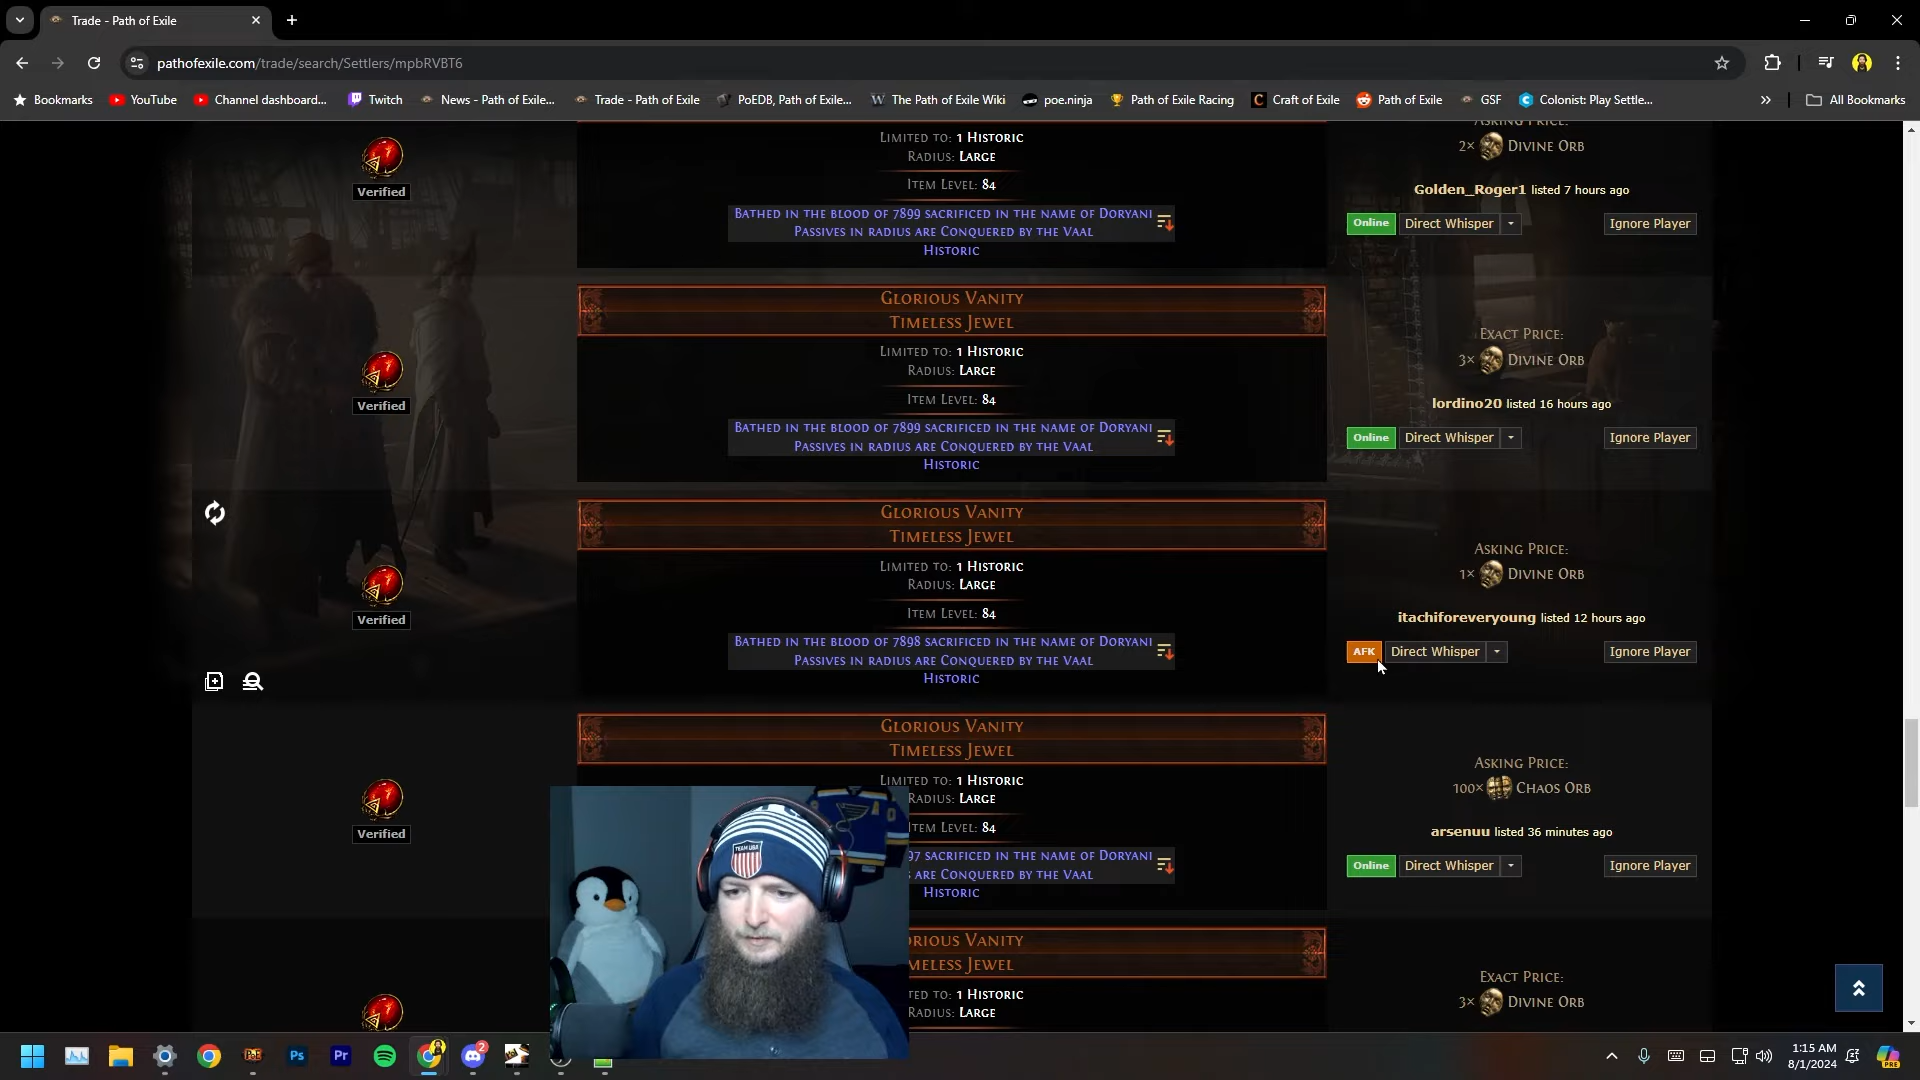 Trade - Path of Exile
pathofexile.com/trade/search/Settlers/mpbRVBT6
Bookmarks YouTube Channel dashboard... Twitch News - Path of Exile... Trade - Path of Exile PoEDB, Path of Exile... The Path of Exile Wiki poe.ninja Path of Exile Racing Craft of Exile Path of Exile GSF Colonist: Play Settle... » All Bookmarks
Verified
Limited to: 1 Historic
Radius: Large
Item Level: 84
Bathed in the blood of 7899 sacrificed in the name of Doryani
Passives in radius are Conquered by the Vaal
Historic
Asking Price:
2× Divine Orb
Golden_Roger1 listed 7 hours ago
Online Direct Whisper Ignore Player
Glorious Vanity
Timeless Jewel
Verified
Limited to: 1 Historic
Radius: Large
Item Level: 84
Bathed in the blood of 7899 sacrificed in the name of Doryani
Passives in radius are Conquered by the Vaal
Historic
Exact Price:
3× Divine Orb
lordino20 listed 16 hours ago
Online Direct Whisper Ignore Player
Glorious Vanity
Timeless Jewel
Verified
Limited to: 1 Historic
Radius: Large
Item Level: 84
Bathed in the blood of 7898 sacrificed in the name of Doryani
Passives in radius are Conquered by the Vaal
Historic
Asking Price:
1× Divine Orb
itachiforeveryoung listed 12 hours ago
AFK Direct Whisper Ignore Player
Glorious Vanity
Timeless Jewel
Verified
Limited to: 1 Historic
Radius: Large
Item Level: 84
97 sacrificed in the name of Doryani
are Conquered by the Vaal
Historic
Asking Price:
100× Chaos Orb
arsenuu listed 36 minutes ago
Online Direct Whisper Ignore Player
TEAM USA
1 Historic
Large
Exact Price:
3× Divine Orb
Ps Pr 2
1:15 AM
8/1/2024
PRE